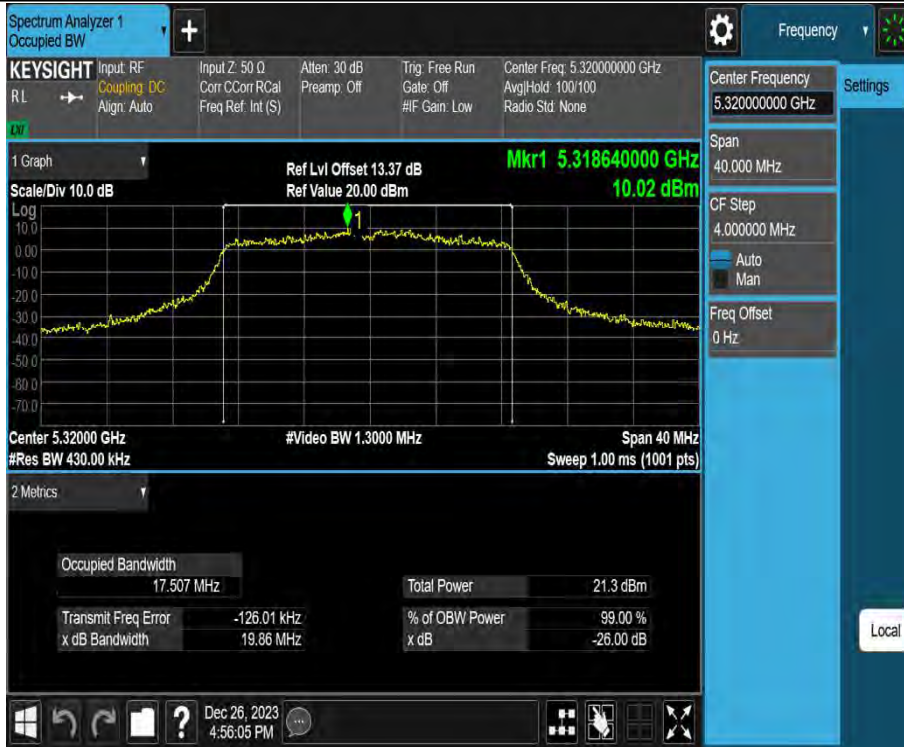 Spectrum Analyzer 1
Occupied BW
+
Frequency
KEYSIGHT
RL
LXI
Input: RF
Coupling: DC
Align: Auto
Input Z: 50 Ω
Corr CCorr RCal
Freq Ref: Int (S)
Atten: 30 dB
Preamp: Off
Trig: Free Run
Gate: Off
#IF Gain: Low
Center Freq: 5.320000000 GHz
Avg|Hold: 100/100
Radio Std: None
Center Frequency
5.320000000 GHz
Settings
Span
40.000 MHz
CF Step
4.000000 MHz
Auto
Man
Freq Offset
0 Hz
Local
1 Graph
Scale/Div 10.0 dB
Ref Lvl Offset 13.37 dB
Ref Value 20.00 dBm
Mkr1 5.318640000 GHz
10.02 dBm
Log
10.0
0.00
-10.0
-20.0
-30.0
-40.0
-50.0
-60.0
-70.0
1
Center 5.32000 GHz
#Res BW 430.00 kHz
#Video BW 1.3000 MHz
Span 40 MHz
Sweep 1.00 ms (1001 pts)
2 Metrics
Occupied Bandwidth
17.507 MHz
Total Power 21.3 dBm
Transmit Freq Error -126.01 kHz
% of OBW Power 99.00 %
x dB Bandwidth 19.86 MHz
x dB -26.00 dB
?
Dec 26, 2023
4:56:05 PM